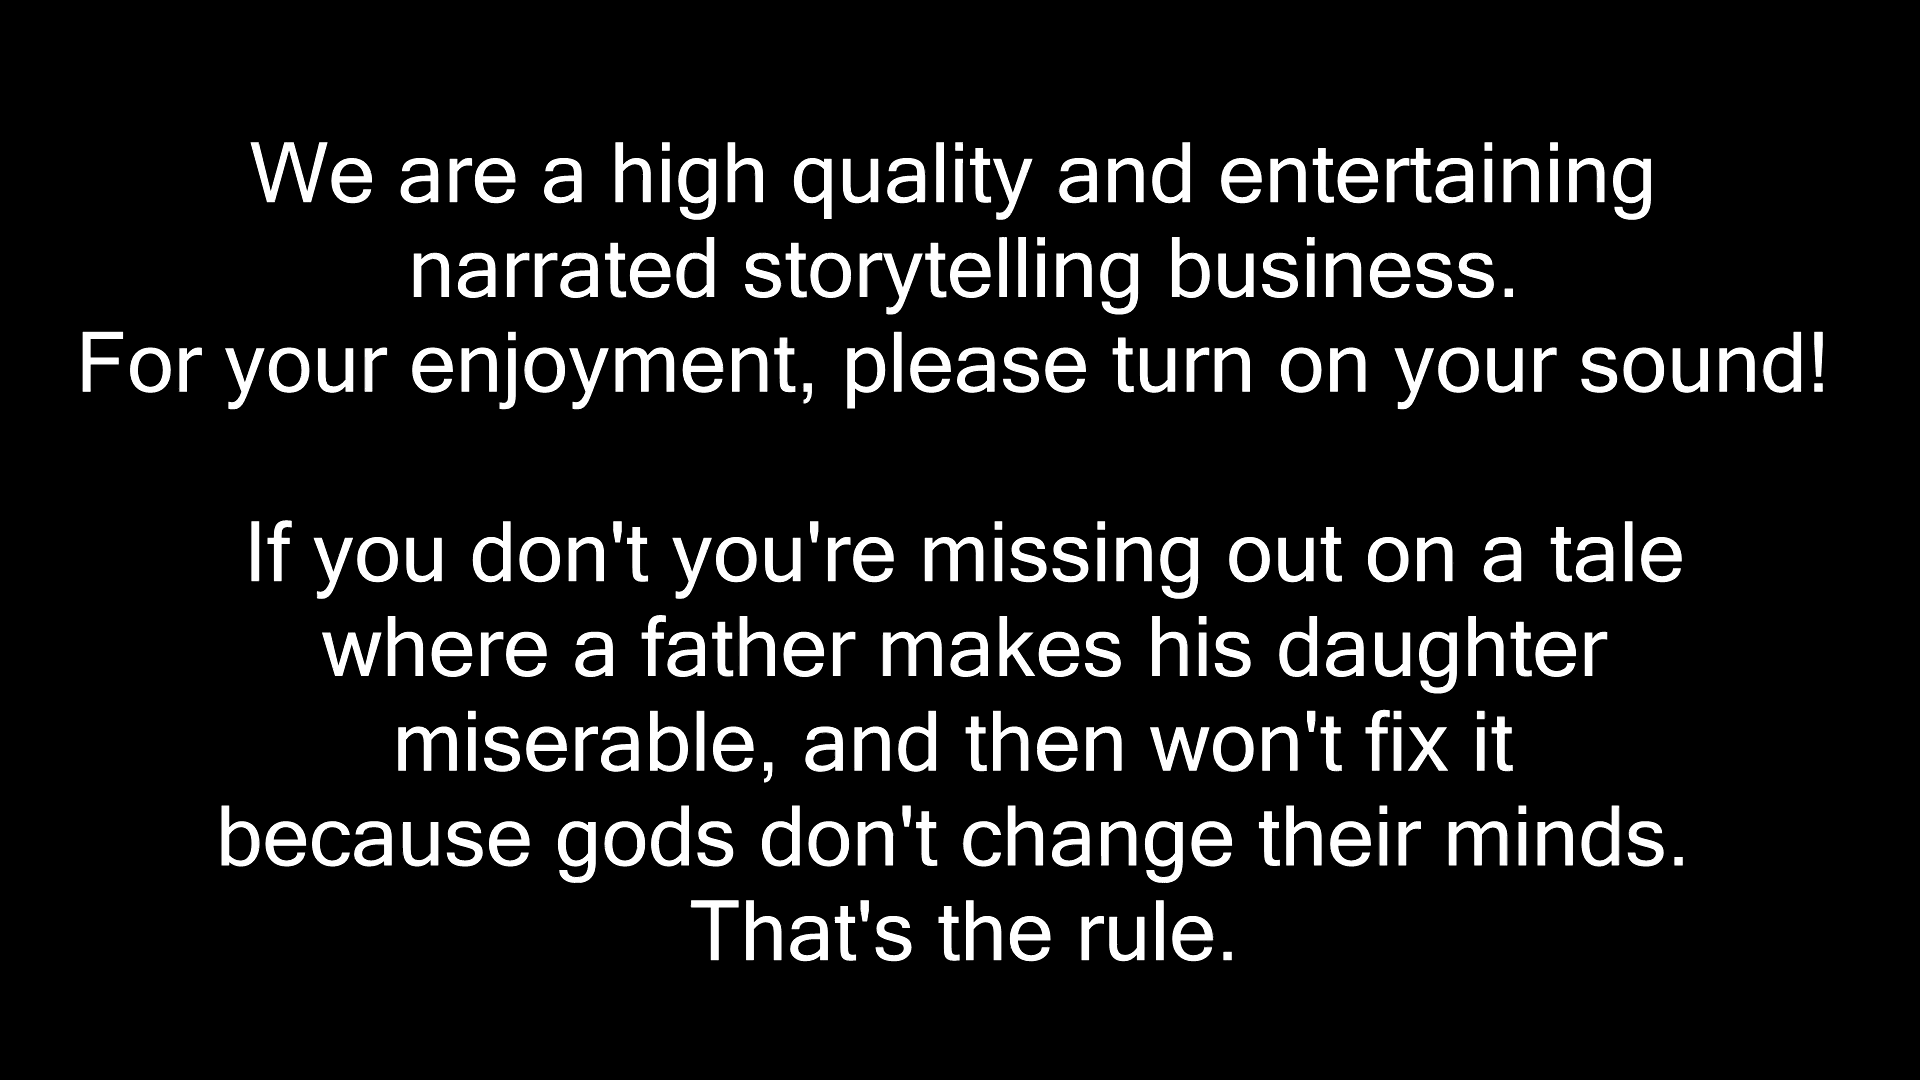 We are a high quality and entertaining
narrated storytelling business.
For your enjoyment, please turn on your sound!
If you don't you're missing out on a tale
where a father makes his daughter
miserable, and then won't fix it
because gods don't change their minds.
That's the rule.